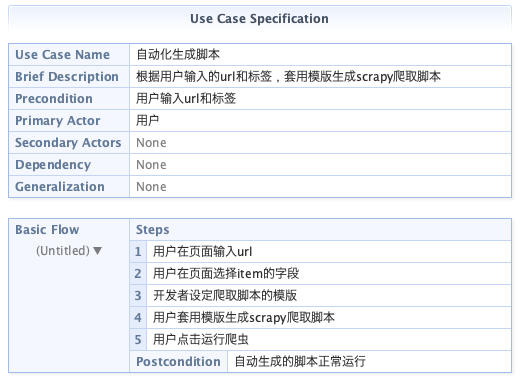 Use Case Specification
Use Case Name 自动化生成脚本
Brief Description 根据用户输入的url和标签，套用模版生成scrapy爬取脚本
Precondition 用户输入url和标签
Primary Actor 用户
Secondary Actors None
Dependency None
Generalization None
Basic Flow Steps
(Untitled) ▼
1 用户在页面输入url
2 用户在页面选择item的字段
3 开发者设定爬取脚本的模版
4 用户套用模版生成scrapy爬取脚本
5 用户点击运行爬虫
Postcondition 自动生成的脚本正常运行